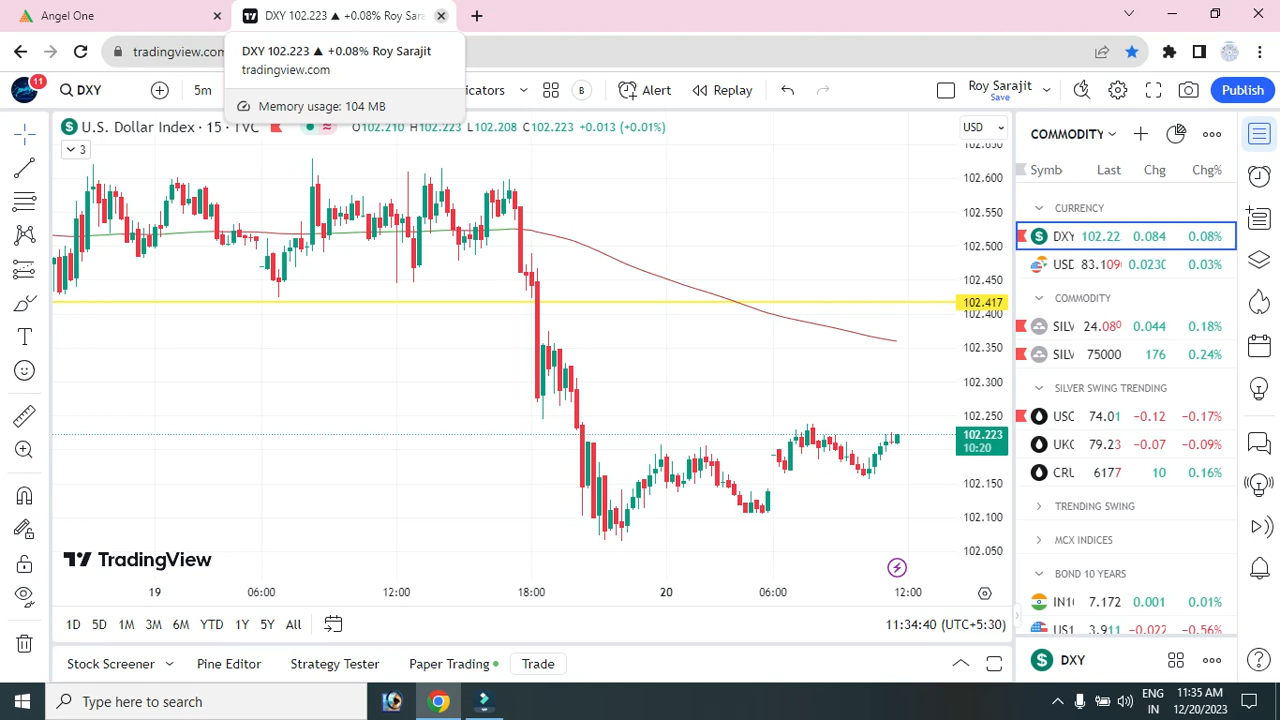 Angel One
DXY 102.223 ▲ +0.08% Roy Sara
tradingview.com
DXY 102.223 ▲ +0.08% Roy Sarajit
tradingview.com
Memory usage: 104 MB
11
DXY
5m
B
Alert
Replay
Roy Sarajit
Save
Publish
U.S. Dollar Index · 15 · TVC
O102.210 H102.223 L102.208 C102.223 +0.013 (+0.01%)
3
USD
102.650
102.600
102.550
102.500
102.450
102.417
102.400
102.350
102.300
102.250
102.223
10:20
102.150
102.100
102.050
TradingView
19
06:00
12:00
18:00
20
06:00
12:00
1D 5D 1M 3M 6M YTD 1Y 5Y All
11:34:40 (UTC+5:30)
Stock Screener
Pine Editor
Strategy Tester
Paper Trading
Trade
COMMODITY
Symb Last Chg Chg%
CURRENCY
DXY 102.22 0.084 0.08%
USD 83.109 0.0230 0.03%
COMMODITY
SILV 24.080 0.044 0.18%
SILV 75000 176 0.24%
SILVER SWING TRENDING
USC 74.01 −0.12 −0.17%
UKC 79.23 −0.07 −0.09%
CRU 6177 10 0.16%
TRENDING SWING
MCX INDICES
BOND 10 YEARS
IN1 7.172 0.001 0.01%
US1 3.911 −0.022 −0.56%
DXY
Type here to search
ENG
IN
11:35 AM
12/20/2023